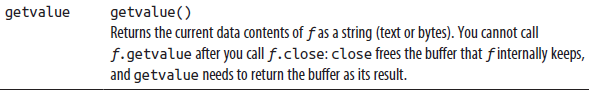 getvalue getvalue()
Returns the current data contents of f as a string (text or bytes). You cannot call
f.getvalue after you call f.close: close frees the buffer that f internally keeps,
and getvalue needs to return the buffer as its result.